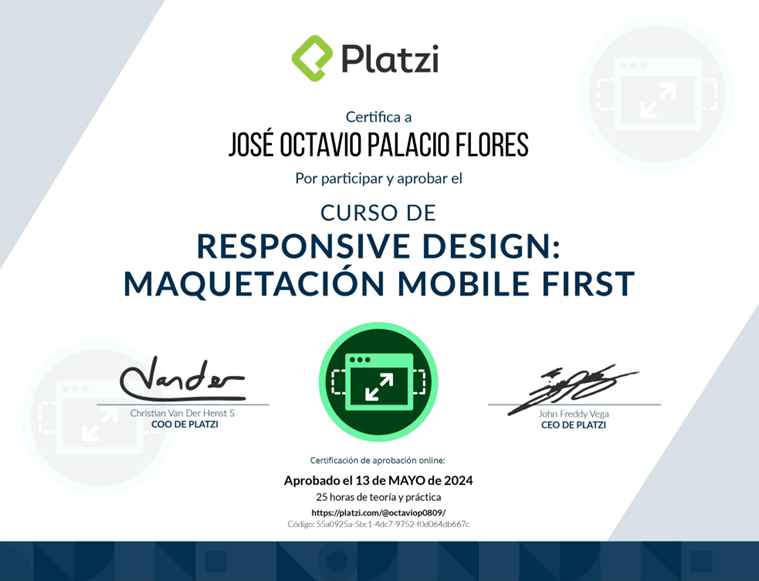 Platzi
Certifica a
JOSÉ OCTAVIO PALACIO FLORES
Por participar y aprobar el
CURSO DE
RESPONSIVE DESIGN:
MAQUETACIÓN MOBILE FIRST
Vander
Christian Van Der Henst S
COO DE PLATZI
John Freddy Vega
CEO DE PLATZI
Certificación de aprobación online:
Aprobado el 13 de MAYO de 2024
25 horas de teoría y práctica
https://platzi.com/@octaviop0809/
Código: 55a0925a-5bc1-4dc7-9752-f0d064db667c